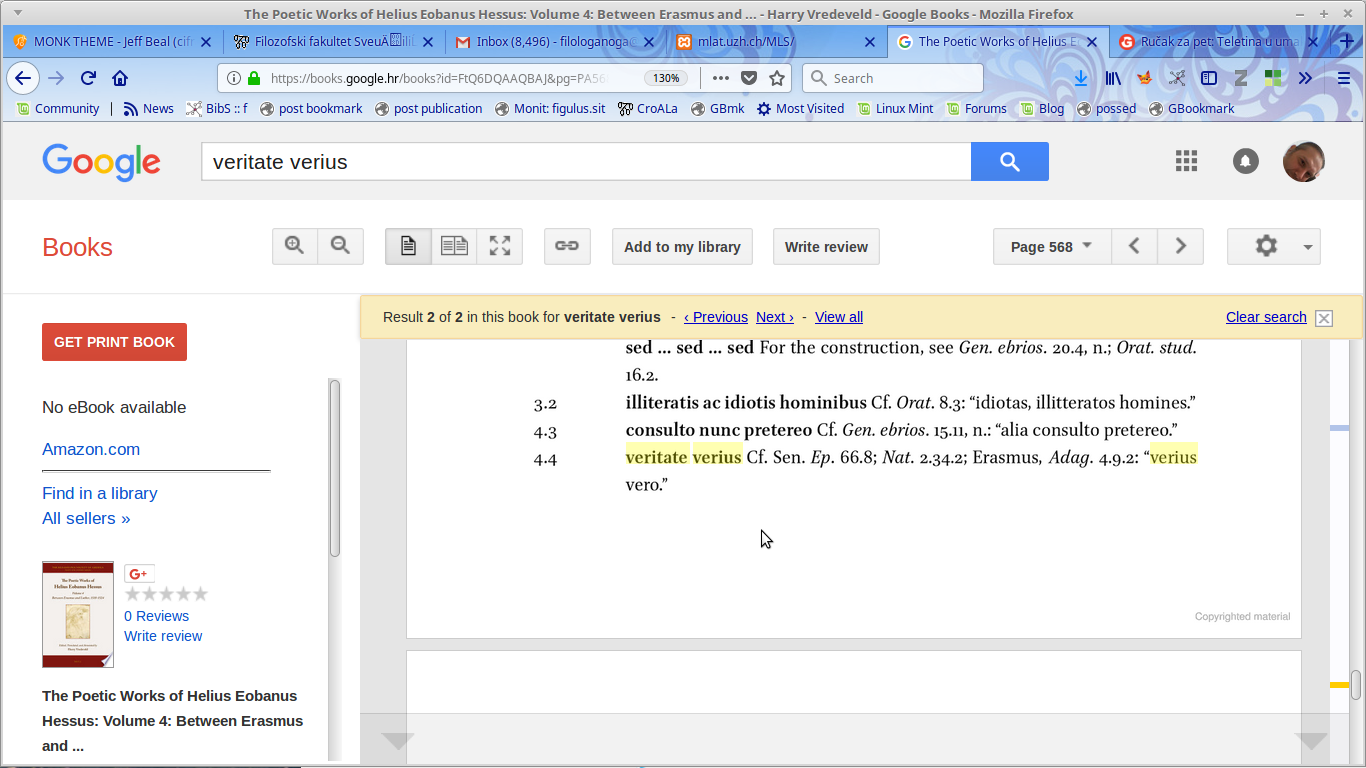 The Poetic Works of Helius Eobanus Hessus: Volume 4: Between Erasmus and ... - Harry Vredeveld - Google Books - Mozilla Firefox
MONK THEME - Jeff Beal (cifr
Filozofski fakultet Sveu
Inbox (8,496) - filologanoga
mlat.uzh.ch/MLS/
The Poetic Works of Helius E
Ručak za pet: Teletina u uma
https://books.google.hr/books?id=FtQ6DQAAQBAJ&pg=PA56
130%
Search
Community
News
BibS :: f
post bookmark
post publication
Monit: figulus.sit
CroALa
GBmk
Most Visited
Linux Mint
Forums
Blog
possed
GBookmark
Google
veritate verius
Books
Add to my library
Write review
Page 568
GET PRINT BOOK
Result 2 of 2 in this book for veritate verius - ‹ Previous Next › - View all
Clear search
No eBook available
Amazon.com
Find in a library
All sellers »
G+
0 Reviews
Write review
The Poetic Works of Helius Eobanus
Hessus: Volume 4: Between Erasmus
and ...
sed ... sed ... sed For the construction, see Gen. ebrios. 20.4, n.; Orat. stud.
16.2.
3.2 illiteratis ac idiotis hominibus Cf. Orat. 8.3: “idiotas, illitteratos homines.”
4.3 consulto nunc pretereo Cf. Gen. ebrios. 15.11, n.: “alia consulto pretereo.”
4.4 veritate verius Cf. Sen. Ep. 66.8; Nat. 2.34.2; Erasmus, Adag. 4.9.2: “verius
vero.”
Copyrighted material